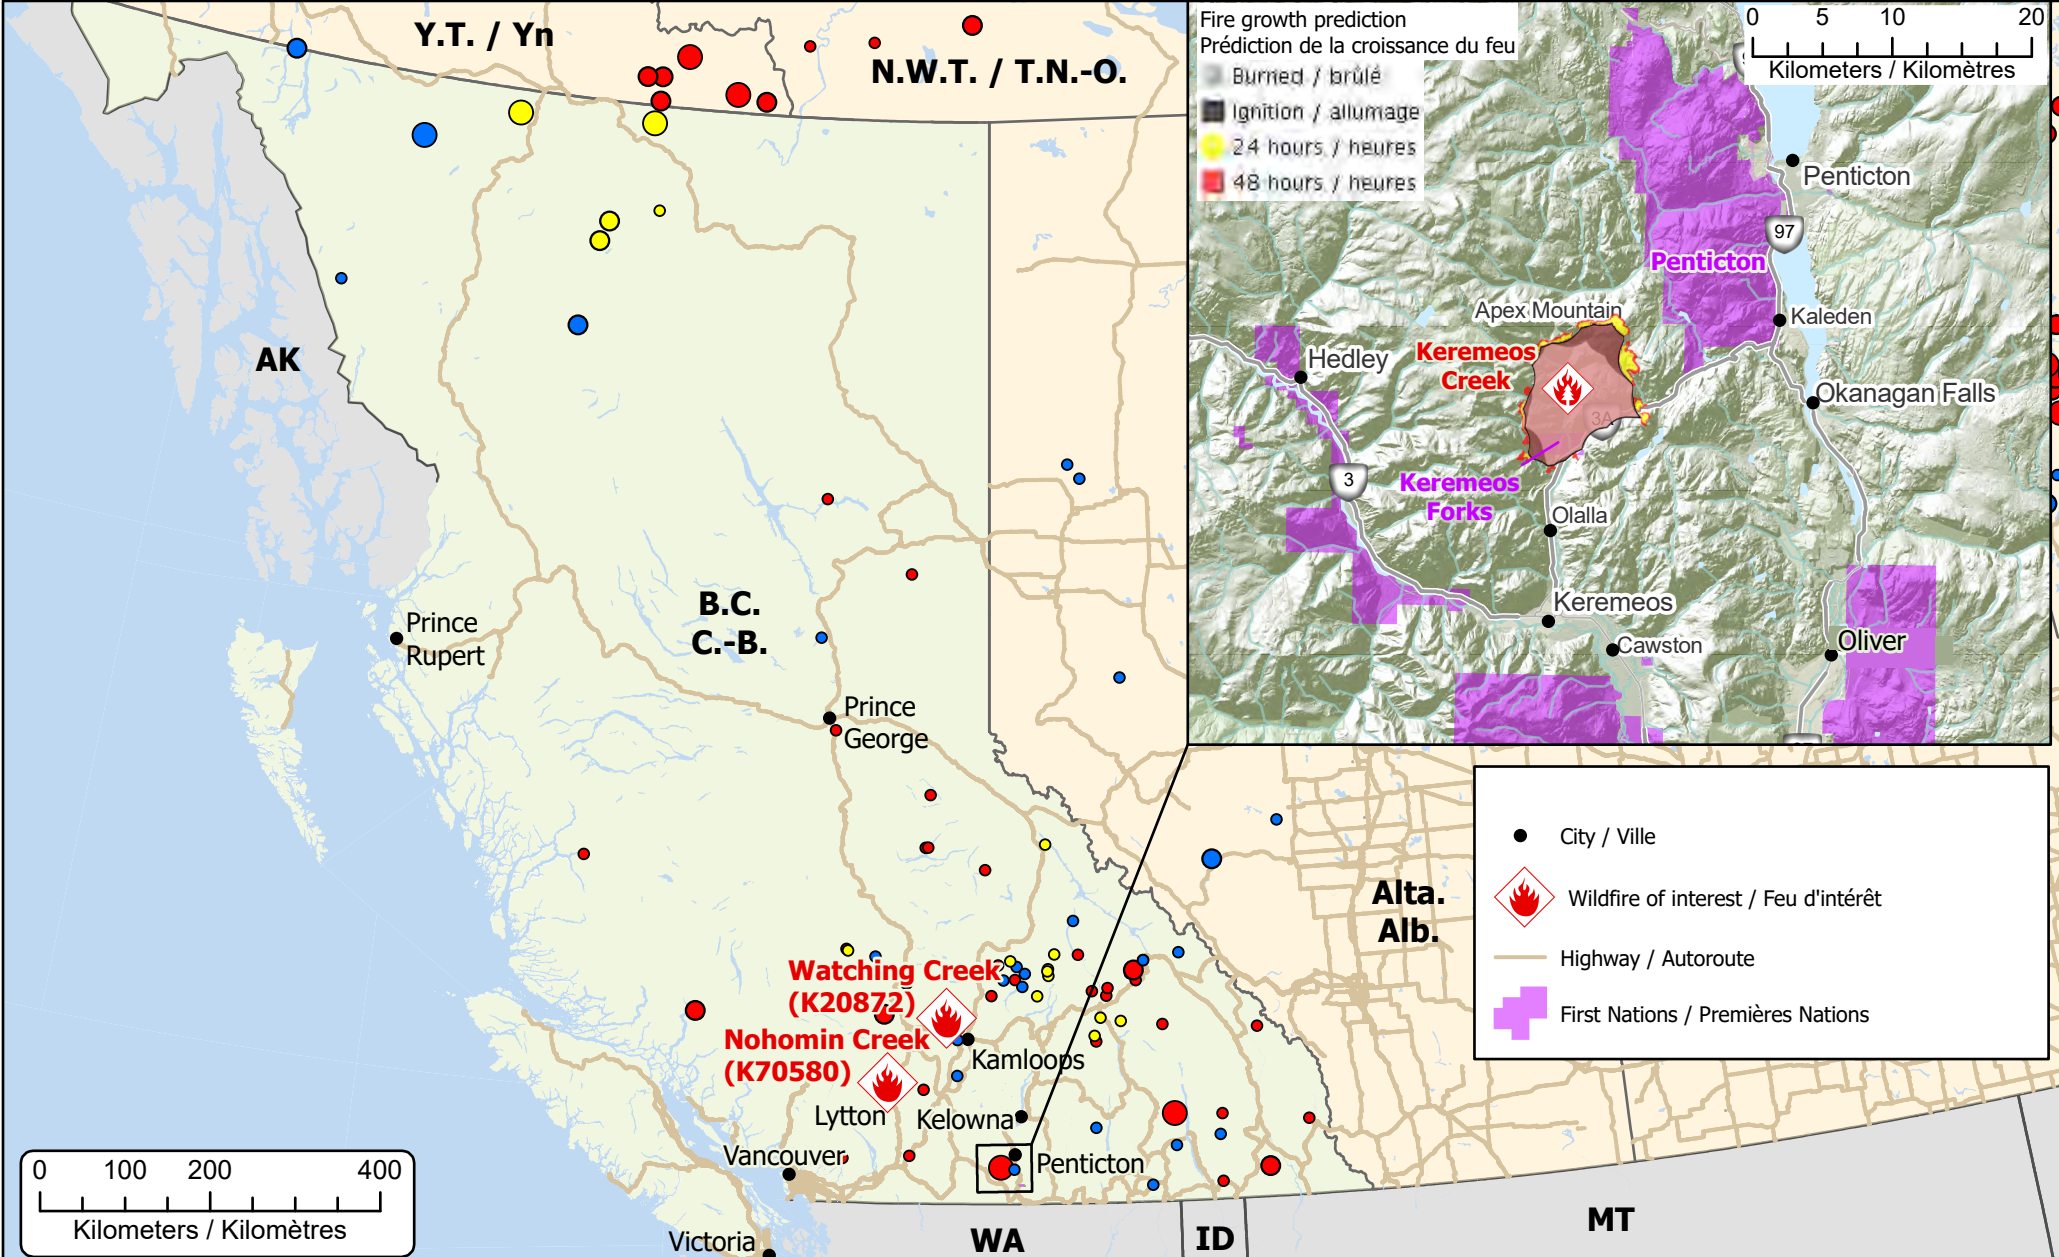 Y.T. / Yn
N.W.T. / T.N.-O.
AK
B.C.
C.-B.
Prince
Rupert
Prince
George
Watching Creek
(K20872)
Nohomin Creek
(K70580)
Kamloops
Lytton
Kelowna
Vancouver
Penticton
Victoria
WA
ID
MT
Alta.
Alb.
0 100 200 400
Kilometers / Kilomètres
Fire growth prediction
Prédiction de la croissance du feu
Burned / brûlé
Ignition / allumage
24 hours / heures
48 hours / heures
0 5 10 20
Kilometers / Kilomètres
Penticton
97
Penticton
Apex Mountain
Kaleden
Hedley
Keremeos
Creek
Okanagan Falls
3A
3
Keremeos
Forks
Olalla
Keremeos
Cawston
Oliver
City / Ville
Wildfire of interest / Feu d'intérêt
Highway / Autoroute
First Nations / Premières Nations